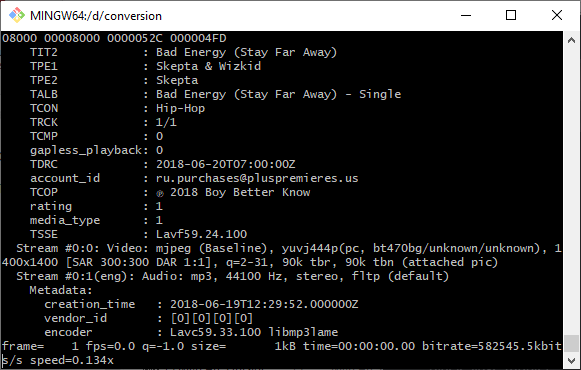 MINGW64:/d/conversion
08000 00008000 0000052C 000004FD
TIT2 : Bad Energy (Stay Far Away)
TPE1 : Skepta & Wizkid
TPE2 : Skepta
TALB : Bad Energy (Stay Far Away) - Single
TCON : Hip-Hop
TRCK : 1/1
TCMP : 0
gapless_playback: 0
TDRC : 2018-06-20T07:00:00Z
account_id : ru.purchases@pluspremieres.us
TCOP : ℗ 2018 Boy Better Know
rating : 1
media_type : 1
TSSE : Lavf59.24.100
Stream #0:0: Video: mjpeg (Baseline), yuvj444p(pc, bt470bg/unknown/unknown), 1
400x1400 [SAR 300:300 DAR 1:1], q=2-31, 90k tbr, 90k tbn (attached pic)
Stream #0:1(eng): Audio: mp3, 44100 Hz, stereo, fltp (default)
Metadata:
creation_time : 2018-06-19T12:29:52.000000Z
vendor_id : [0][0][0][0]
encoder : Lavc59.33.100 libmp3lame
frame= 1 fps=0.0 q=-1.0 size= 1kB time=00:00:00.00 bitrate=582545.5kbit
s/s speed=0.134x